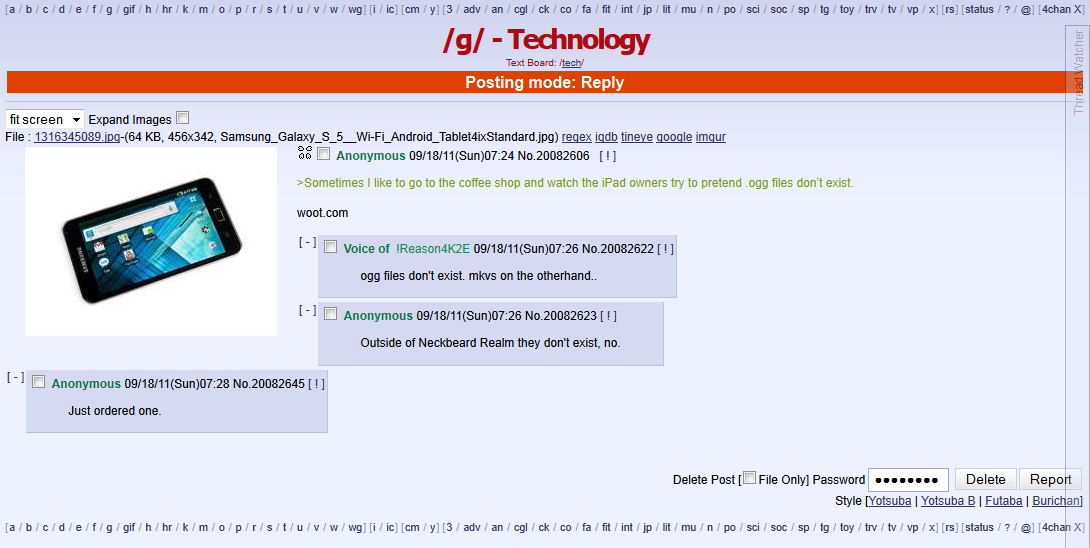 [a / b / c / d / e / f / g / gif / h / hr / k / m / o / p / r / s / t / u / v / w / wg] [i / ic] [cm / y] [3 / adv / an / cgl / ck / co / fa / fit / int / jp / lit / mu / n / po / sci / soc / sp / tg / toy / trv / tv / vp / x] [rs] [status / ? / @] [4chan X]
/g/ - Technology
Text Board: /tech/
Thread Watcher
Posting mode: Reply
fit screen Expand Images
File : 1316345089.jpg-(64 KB, 456x342, Samsung_Galaxy_S_5__Wi-Fi_Android_Tablet4ixStandard.jpg) regex iqdb tineye google imgur
Anonymous 09/18/11(Sun)07:24 No.20082606 [ ! ]
>Sometimes I like to go to the coffee shop and watch the iPad owners try to pretend .ogg files don't exist.
woot.com
SAMSUNG
[ - ] Voice of !Reason4K2E 09/18/11(Sun)07:26 No.20082622 [ ! ]
ogg files don't exist. mkvs on the otherhand..
[ - ] Anonymous 09/18/11(Sun)07:26 No.20082623 [ ! ]
Outside of Neckbeard Realm they don't exist, no.
[ - ] Anonymous 09/18/11(Sun)07:28 No.20082645 [ ! ]
Just ordered one.
Delete Post [ File Only] Password ●●●●●●●● Delete Report
Style [Yotsuba | Yotsuba B | Futaba | Burichan]
[a / b / c / d / e / f / g / gif / h / hr / k / m / o / p / r / s / t / u / v / w / wg] [i / ic] [cm / y] [3 / adv / an / cgl / ck / co / fa / fit / int / jp / lit / mu / n / po / sci / soc / sp / tg / toy / trv / tv / vp / x] [rs] [status / ? / @] [4chan X]